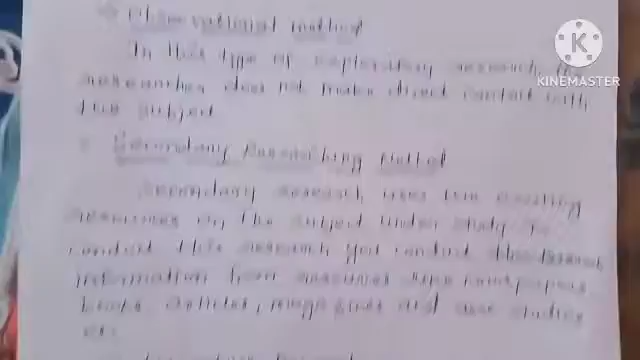 Observational method
In this type of exploratory research the
researcher does not make direct contact with
the subject
Secondary Researching Method
Secondary research uses the existing
resources on the subject under study. To
conduct this research you conduct the
information from resources like newspapers
books, articles, magazines and case studies
etc.
KINEMASTER